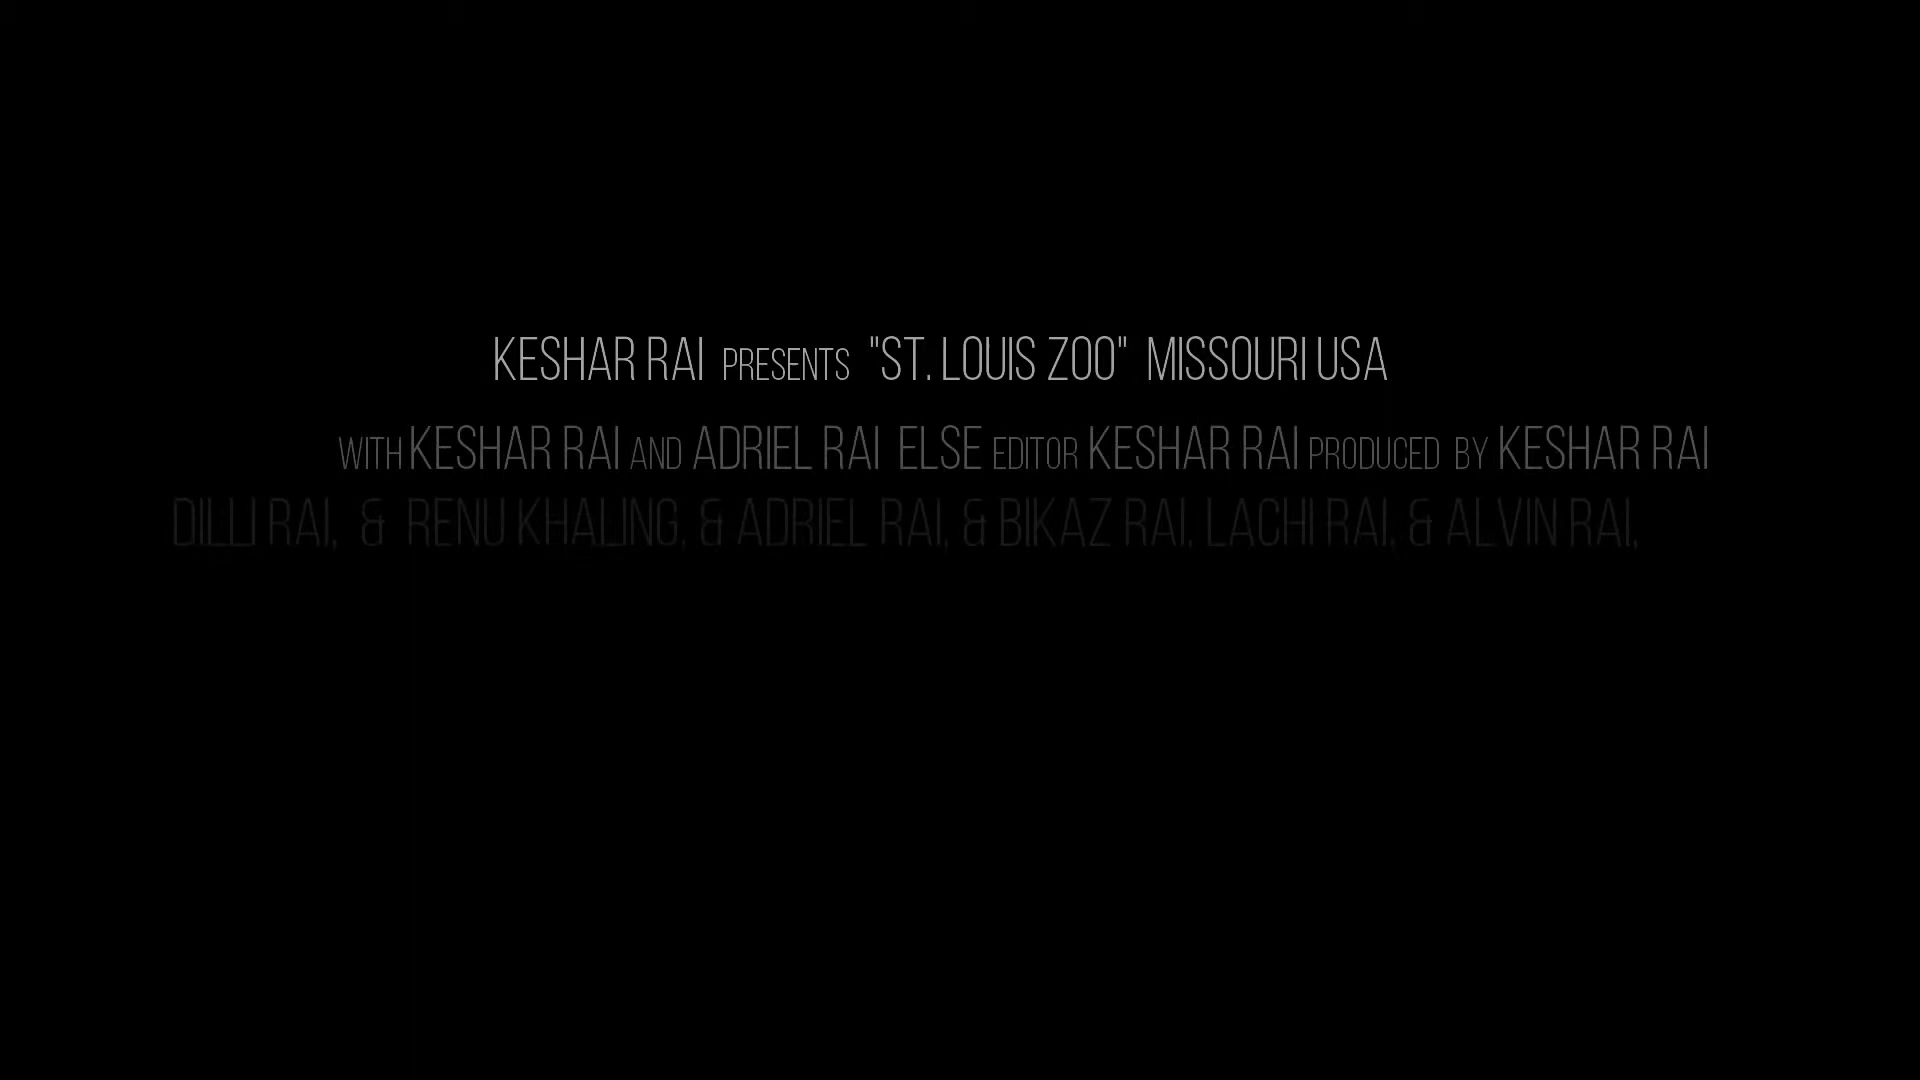 KESHAR RAI PRESENTS "ST. LOUIS ZOO" MISSOURI USA
WITH KESHAR RAI AND ADRIEL RAI ELSE EDITOR KESHAR RAI PRODUCED BY KESHAR RAI
DILLI RAI, & RENU KHALING, & ADRIEL RAI, & BIKAZ RAI, LACHI RAI, & ALVIN RAI,